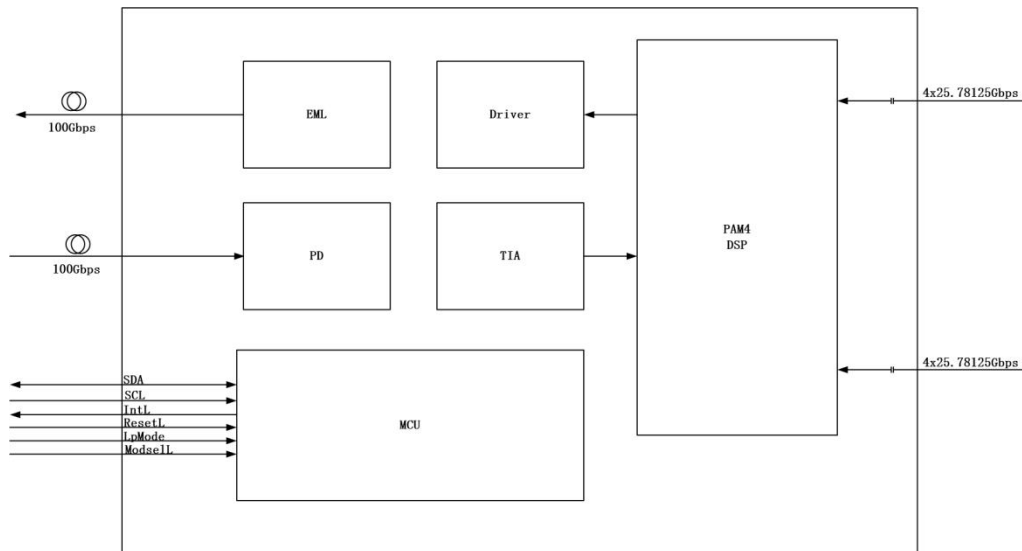 4x25.78125Gbps
EML
Driver
100Gbps
PAM4
DSP
PD
TIA
100Gbps
4x25.78125Gbps
SDA
SCL
IntL
ResetL
LpMode
ModselL
MCU